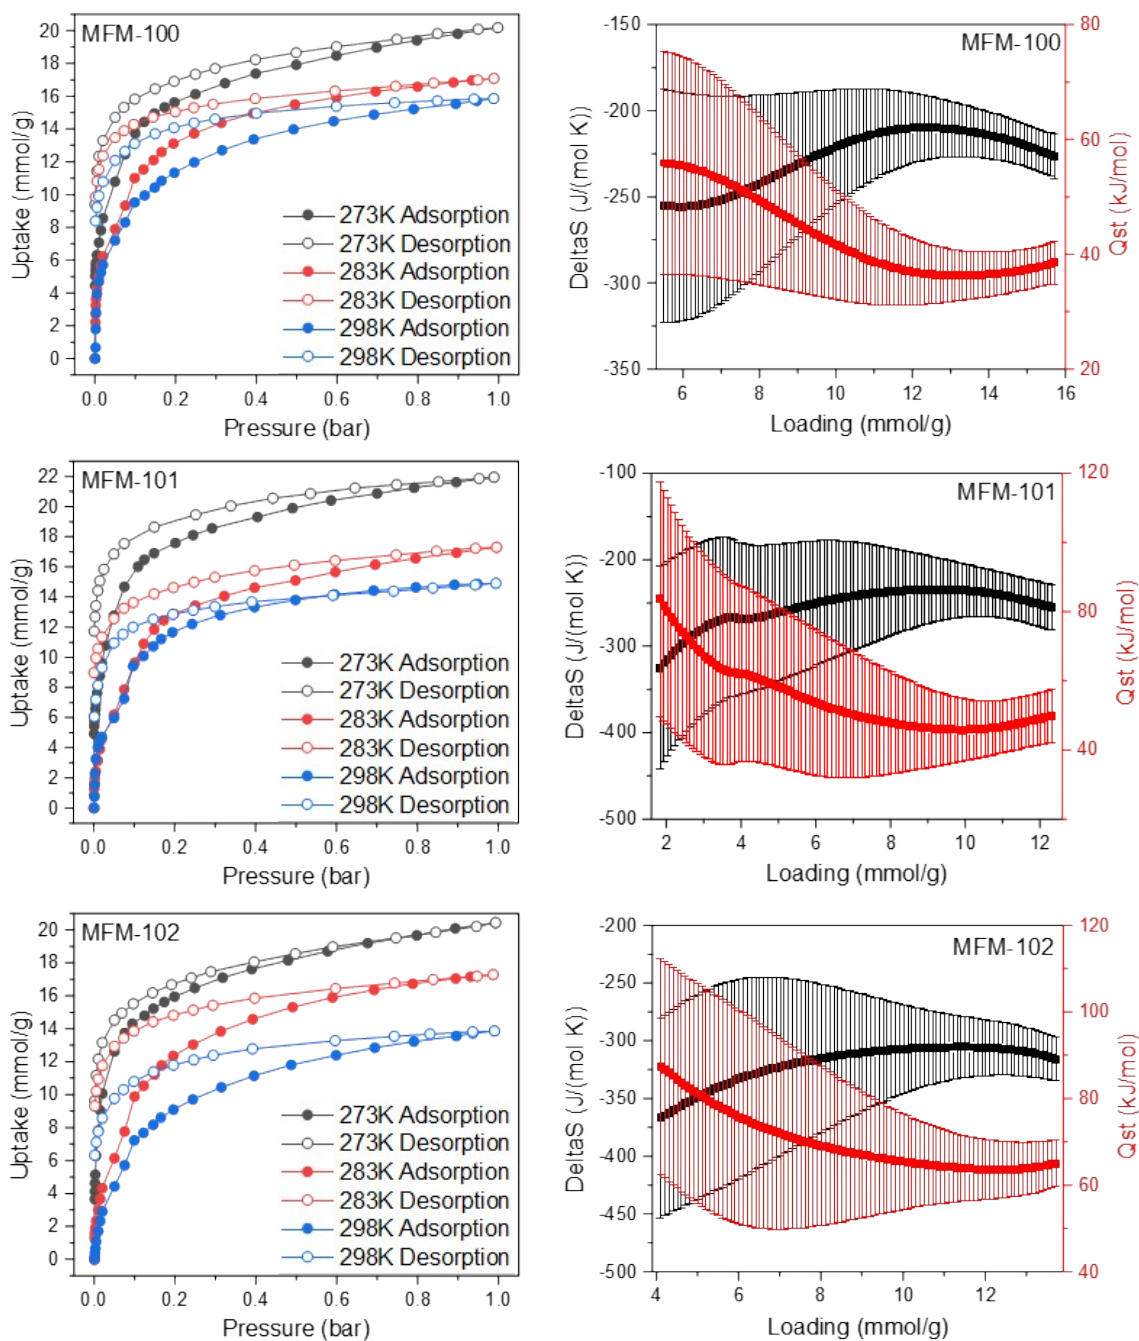 MFM-100
20
18
16
14
12
10
8
6
4
2
0
Uptake (mmol/g)
273K Adsorption
273K Desorption
283K Adsorption
283K Desorption
298K Adsorption
298K Desorption
0.0 0.2 0.4 0.6 0.8 1.0
Pressure (bar)
MFM-100
-150
-200
-250
-300
-350
DeltaS (J/(mol K))
80
60
40
20
Qst (kJ/mol)
6 8 10 12 14 16
Loading (mmol/g)
MFM-101
22
20
18
16
14
12
10
8
6
4
2
0
Uptake (mmol/g)
273K Adsorption
273K Desorption
283K Adsorption
283K Desorption
298K Adsorption
298K Desorption
0.0 0.2 0.4 0.6 0.8 1.0
Pressure (bar)
MFM-101
-100
-200
-300
-400
-500
DeltaS (J/(mol K))
120
80
40
Qst (kJ/mol)
2 4 6 8 10 12
Loading (mmol/g)
MFM-102
20
18
16
14
12
10
8
6
4
2
0
Uptake (mmol/g)
273K Adsorption
273K Desorption
283K Adsorption
283K Desorption
298K Adsorption
298K Desorption
0.0 0.2 0.4 0.6 0.8 1.0
Pressure (bar)
MFM-102
-200
-250
-300
-350
-400
-450
-500
DeltaS (J/(mol K))
120
100
80
60
40
Qst (kJ/mol)
4 6 8 10 12
Loading (mmol/g)